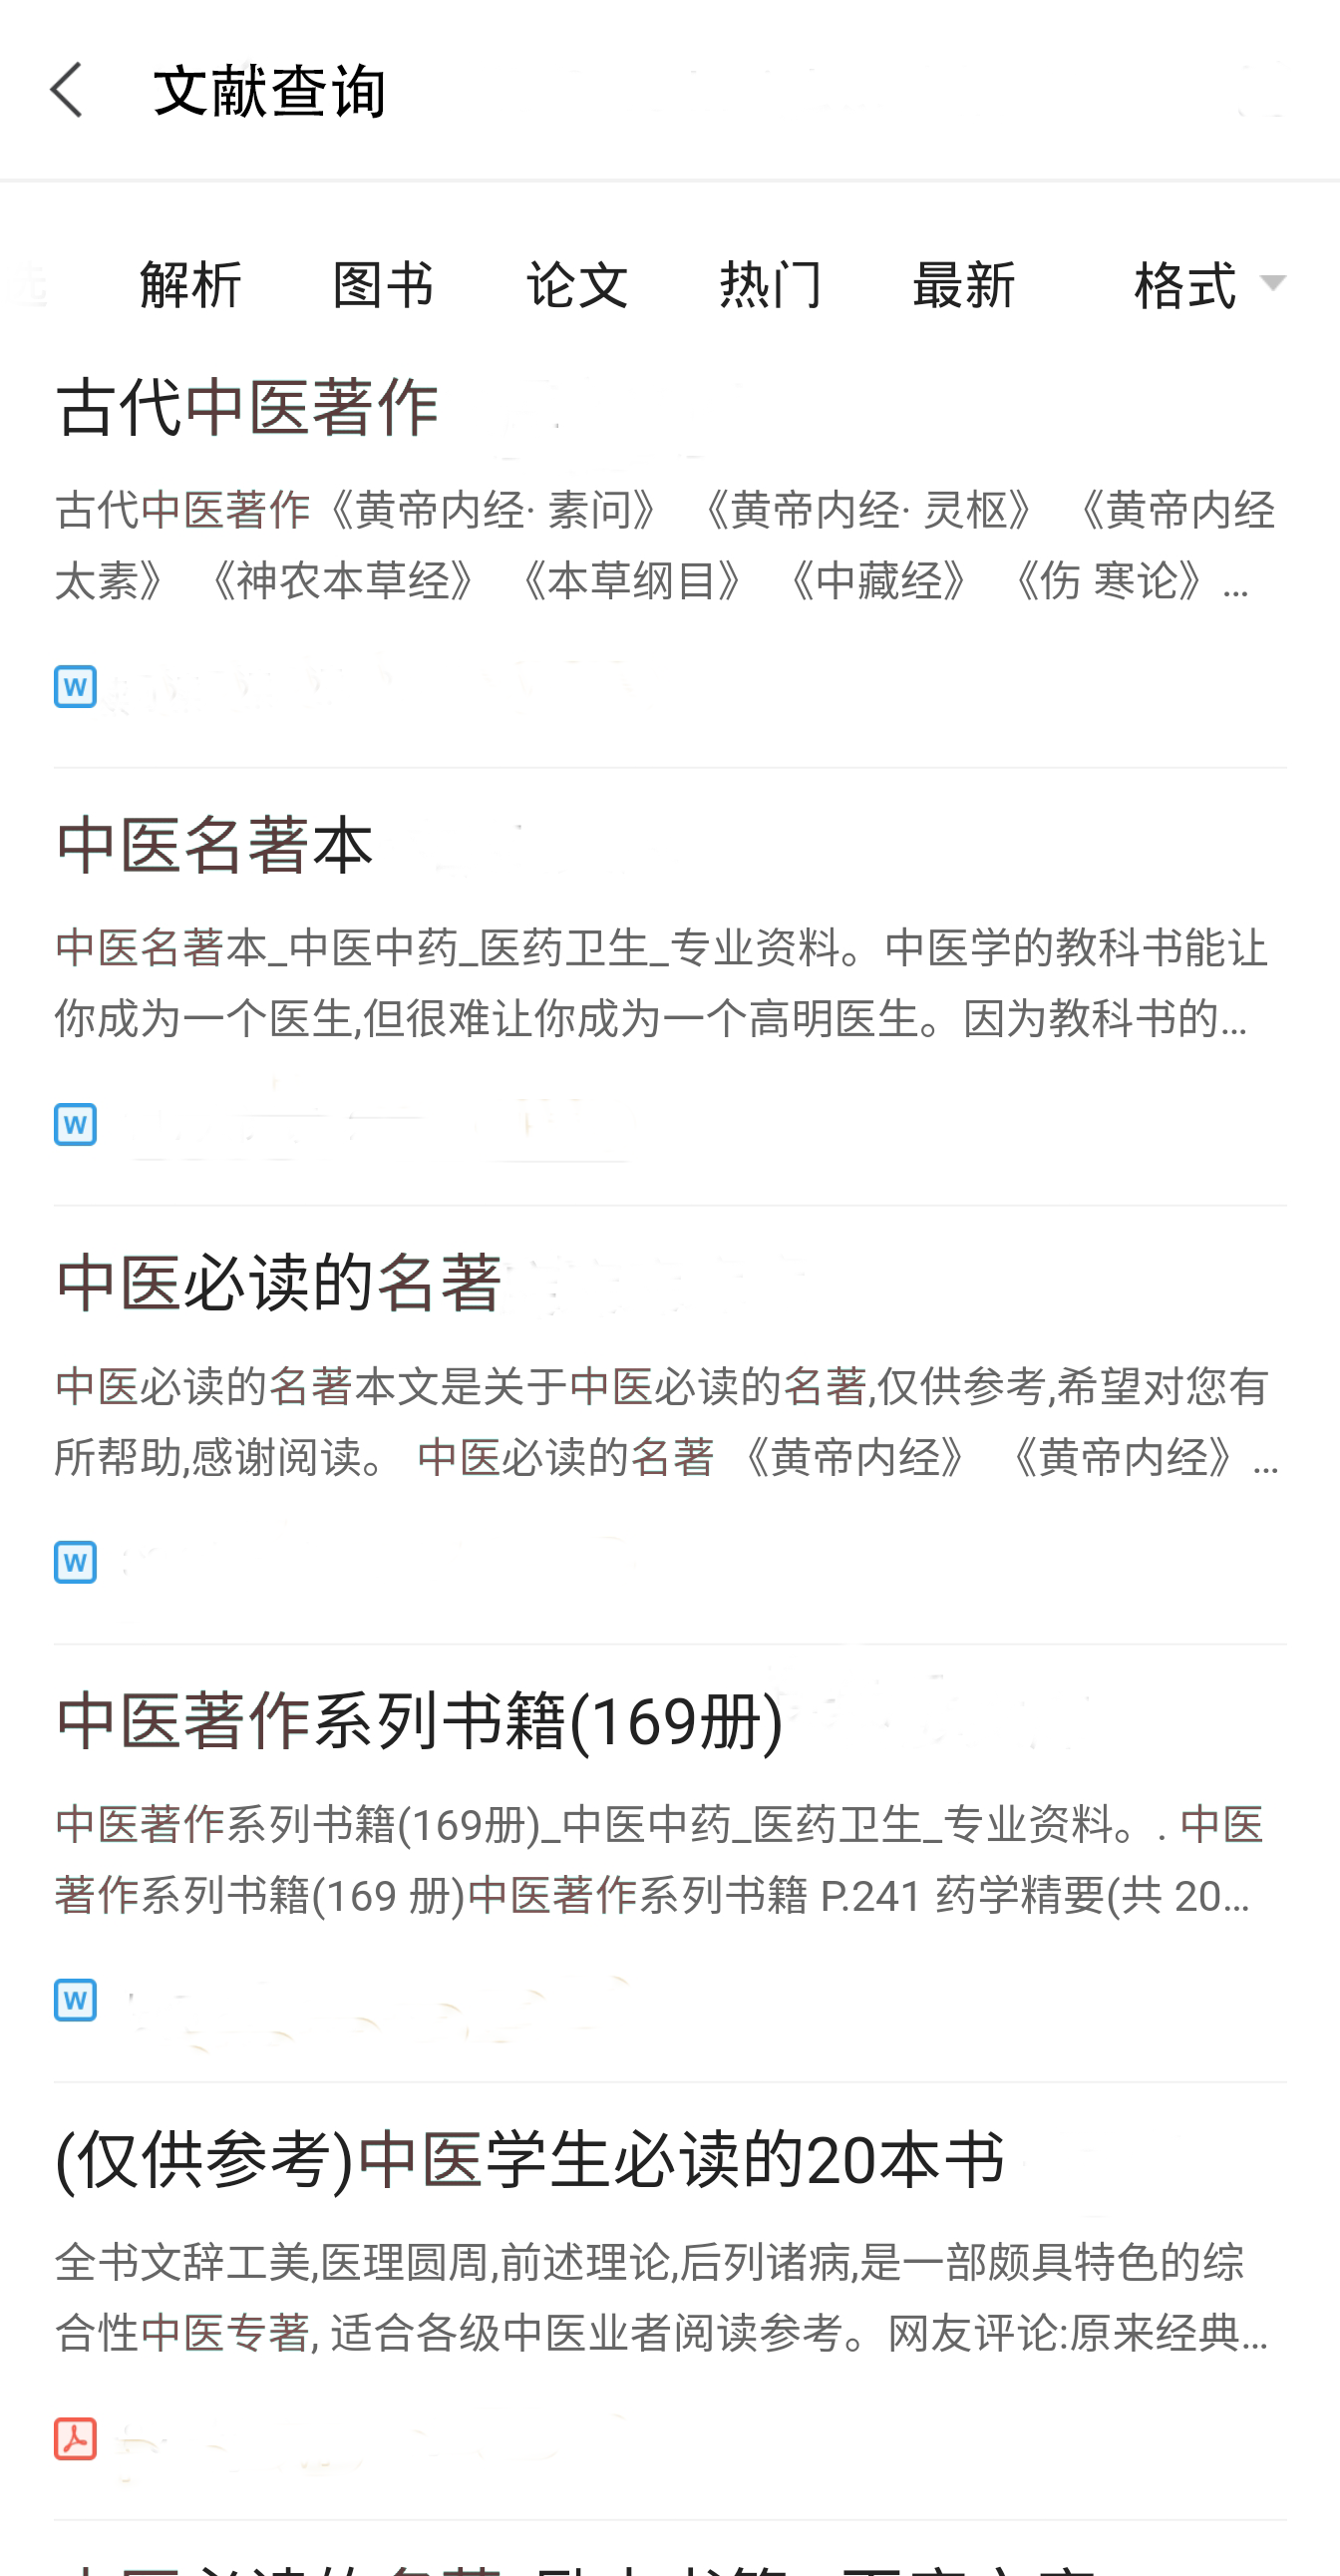 文献查询
解析 图书 论文 热门 最新 格式
古代中医著作
古代中医著作《黄帝内经· 素问》 《黄帝内经· 灵枢》 《黄帝内经
太素》 《神农本草经》 《本草纲目》 《中藏经》 《伤 寒论》...
W
中医名著本
中医名著本_中医中药_医药卫生_专业资料。中医学的教科书能让
你成为一个医生,但很难让你成为一个高明医生。因为教科书的...
W
中医必读的名著
中医必读的名著本文是关于中医必读的名著,仅供参考,希望对您有
所帮助,感谢阅读。 中医必读的名著 《黄帝内经》 《黄帝内经》...
W
中医著作系列书籍(169册)
中医著作系列书籍(169册)_中医中药_医药卫生_专业资料。. 中医
著作系列书籍(169 册)中医著作系列书籍 P.241 药学精要(共 20...
W
(仅供参考)中医学生必读的20本书
全书文辞工美,医理圆周,前述理论,后列诸病,是一部颇具特色的综
合性中医专著, 适合各级中医业者阅读参考。网友评论:原来经典...